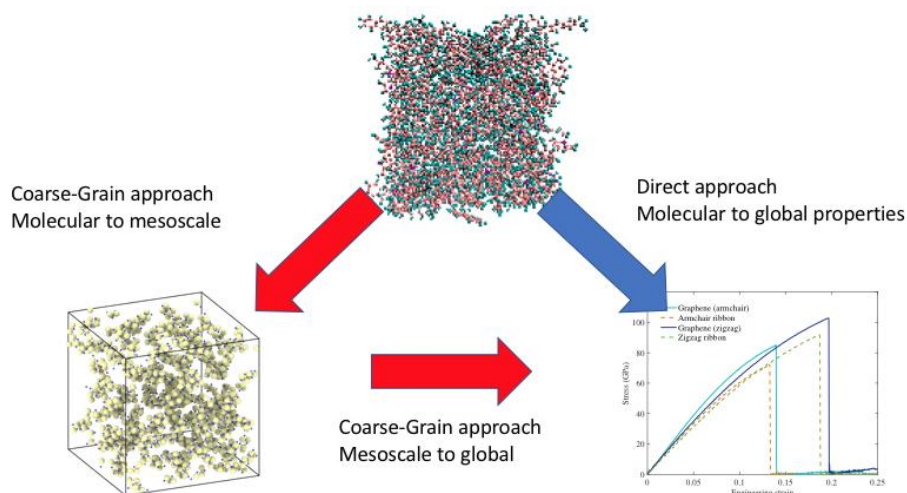 Coarse-Grain approach
Molecular to mesoscale
Direct approach
Molecular to global properties
Coarse-Grain approach
Mesoscale to global
Graphene (armchair)
Armchair ribbon
Graphene (zigzag)
Zigzag ribbon
Stress (GPa)
100
80
60
40
20
0
0 0.05 0.1 0.15 0.2 0.25
Engineering strain